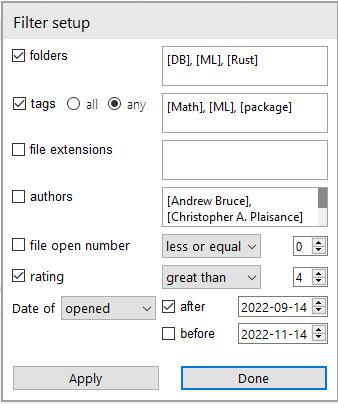 Filter setup
folders
[DB], [ML], [Rust]
tags all any
[Math], [ML], [package]
file extensions
authors
[Andrew Bruce],
[Christopher A. Plaisance]
file open number less or equal 0
rating great than 4
Date of opened after 2022-09-14
before 2022-11-14
Apply Done